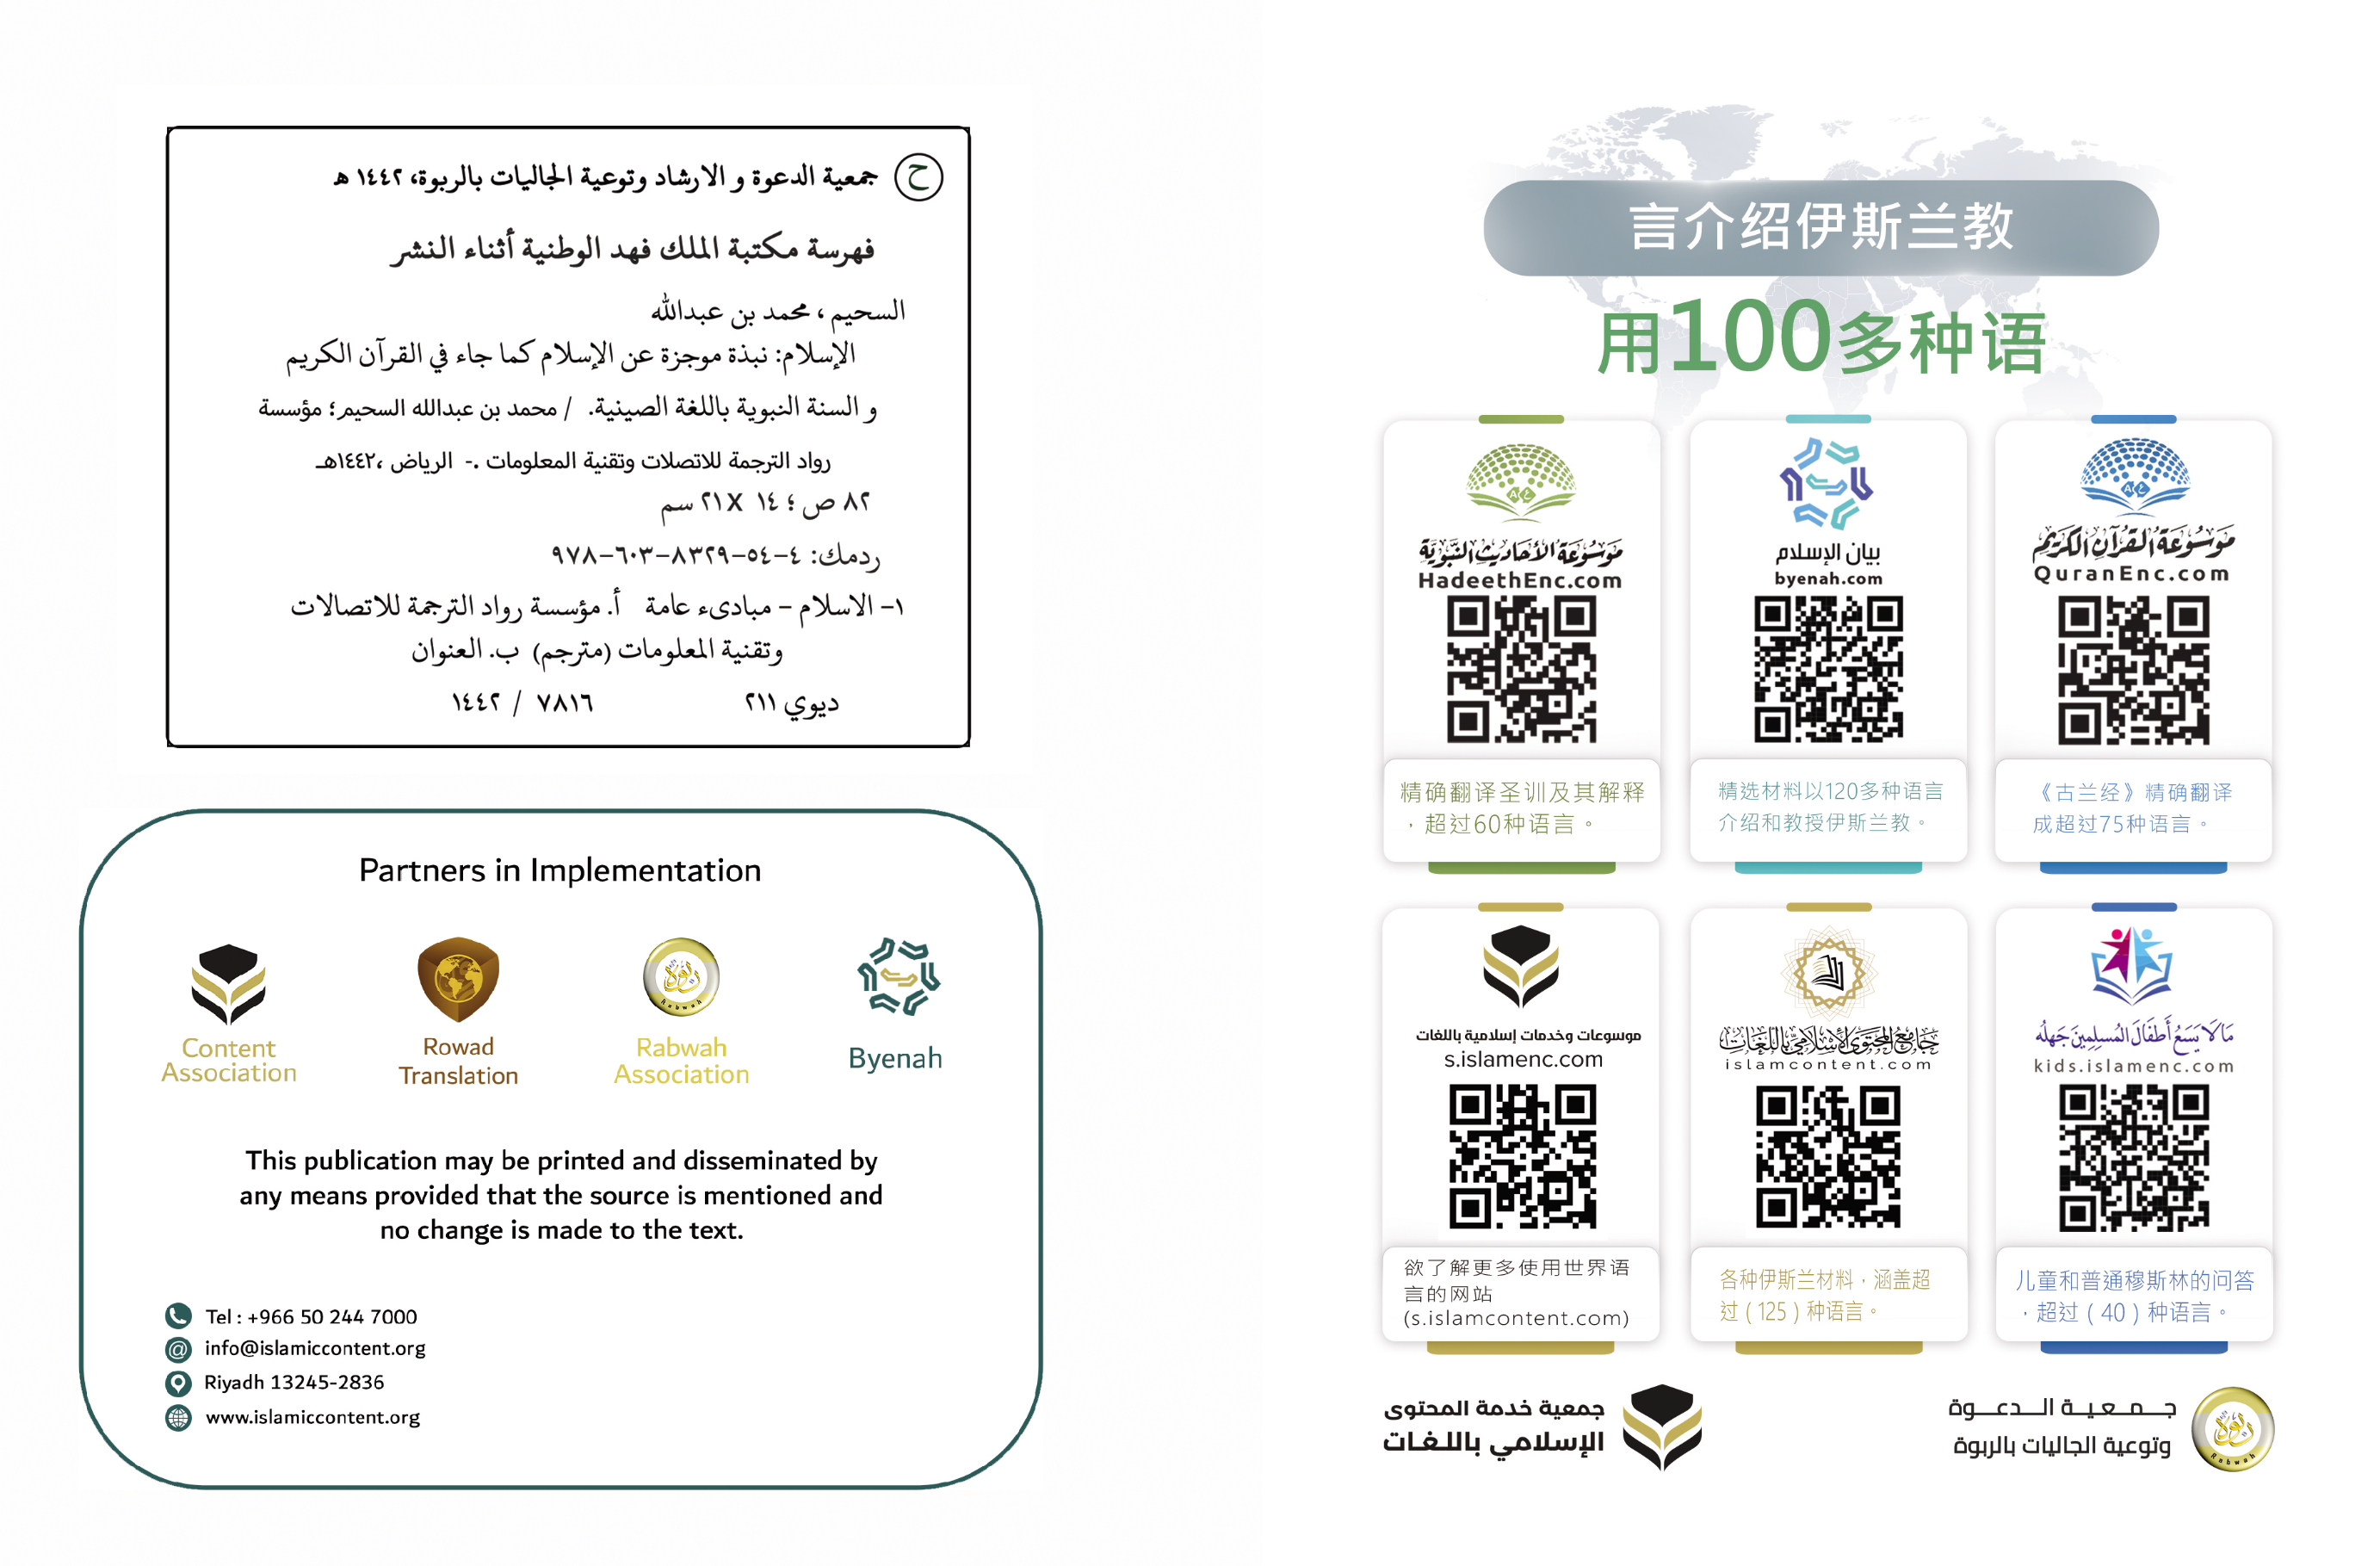 ح جمعية الدعوة و الارشاد وتوعية الجاليات بالربوة، ١٤٤٢ هـ
فهرسة مكتبة الملك فهد الوطنية أثناء النشر
السحيم ، محمد بن عبدالله
الإسلام: نبذة موجزة عن الإسلام كما جاء في القرآن الكريم
و السنة النبوية باللغة الصينية. / محمد بن عبدالله السحيم؛ مؤسسة
رواد الترجمة للاتصلات وتقنية المعلومات .- الرياض ،١٤٤٢هـ
٨٢ ص ؛ ١٤ X ٢١ سم
ردمك: ٤-٥٤-٨٣٢٩-٦٠٣-٩٧٨
١- الاسلام - مبادىء عامة أ. مؤسسة رواد الترجمة للاتصالات
وتقنية المعلومات (مترجم) ب. العنوان
ديوي ٢١١ ٧٨١٦ / ١٤٤٢
Partners in Implementation
Content Association
Rowad Translation
Rabwah
Rabwah Association
Byenah
This publication may be printed and disseminated by
any means provided that the source is mentioned and
no change is made to the text.
Tel : +966 50 244 7000
info@islamiccontent.org
Riyadh 13245-2836
www.islamiccontent.org
言介绍伊斯兰教
用100多种语
موسوعة الأحاديث النبوية
HadeethEnc.com
精确翻译圣训及其解释
，超过60种语言。
بيان الإسلام
byenah.com
精选材料以120多种语言
介绍和教授伊斯兰教。
موسوعة القرآن الكريم
QuranEnc.com
《古兰经》精确翻译
成超过75种语言。
موسوعات وخدمات إسلامية باللغات
s.islamenc.com
欲了解更多使用世界语
言的网站
(s.islamcontent.com)
جامع المحتوى الإسلامي باللغات
islamcontent.com
各种伊斯兰材料，涵盖超
过（125）种语言。
مَا لَا يَسَعُ أَطفَالَ المُسلِمِينَ جَهلُه
kids.islamenc.com
儿童和普通穆斯林的问答
，超过（40）种语言。
جمعية خدمة المحتوى
الإسلامي باللغات
جـمـعـيـة الـدعـوة
وتوعية الجاليات بالربوة
Rabwah